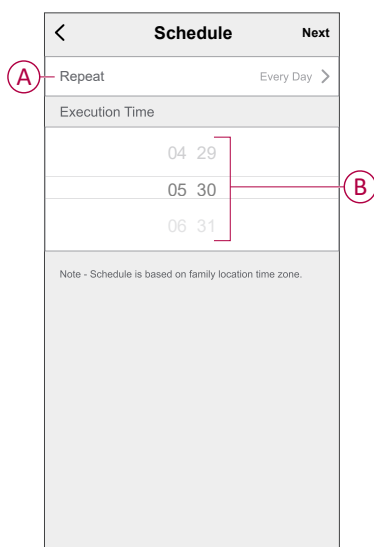 Schedule Next
A Repeat Every Day
Execution Time
04 29
05 30
B
06 31
Note - Schedule is based on family location time zone.